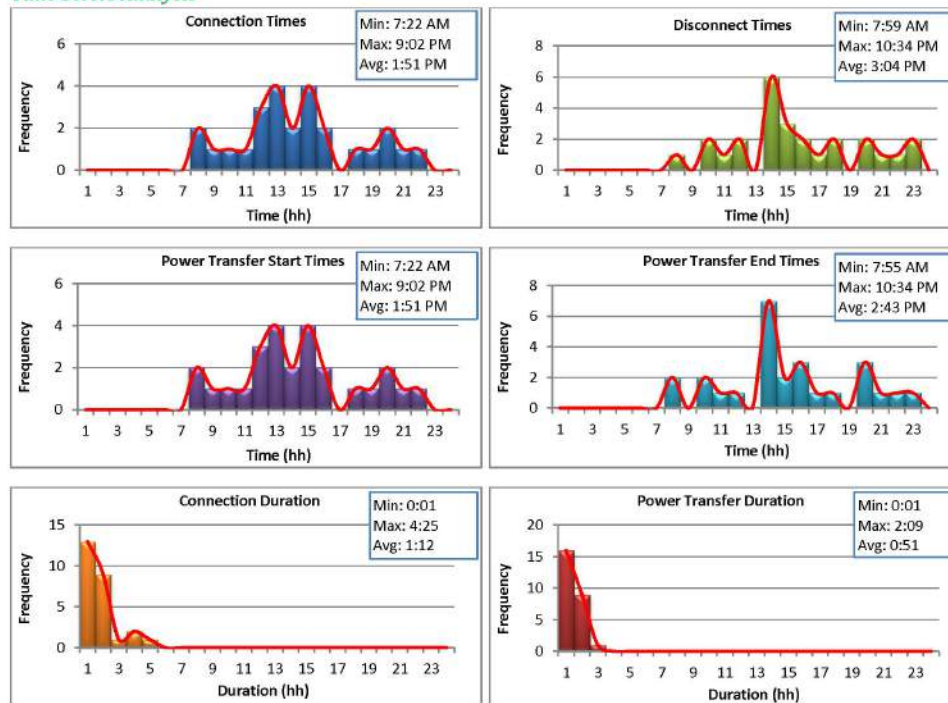 Connection Times
Min: 7:22 AM
Max: 9:02 PM
Avg: 1:51 PM
Frequency
6
4
2
0
1 3 5 7 9 11 13 15 17 19 21 23
Time (hh)
Disconnect Times
Min: 7:59 AM
Max: 10:34 PM
Avg: 3:04 PM
Frequency
8
6
4
2
0
1 3 5 7 9 11 13 15 17 19 21 23
Time (hh)
Power Transfer Start Times
Min: 7:22 AM
Max: 9:02 PM
Avg: 1:51 PM
Frequency
6
4
2
0
1 3 5 7 9 11 13 15 17 19 21 23
Time (hh)
Power Transfer End Times
Min: 7:55 AM
Max: 10:34 PM
Avg: 2:43 PM
Frequency
8
6
4
2
0
1 3 5 7 9 11 13 15 17 19 21 23
Time (hh)
Connection Duration
Min: 0:01
Max: 4:25
Avg: 1:12
Frequency
15
10
5
0
1 3 5 7 9 11 13 15 17 19 21 23
Duration (hh)
Power Transfer Duration
Min: 0:01
Max: 2:09
Avg: 0:51
Frequency
20
15
10
5
0
1 3 5 7 9 11 13 15 17 19 21 23
Duration (hh)